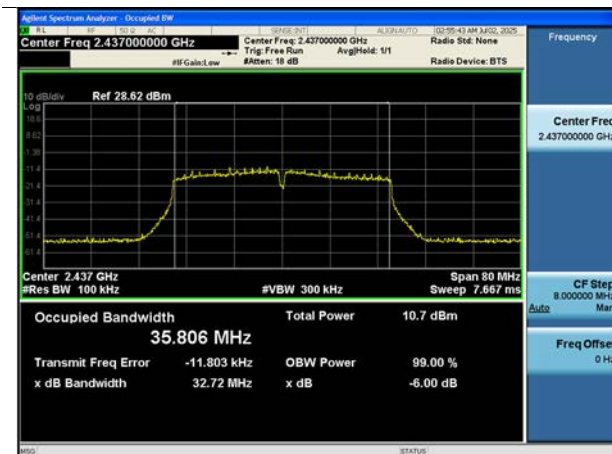 Agilent Spectrum Analyzer - Occupied BW
RL RF 50 Ω AC SENSE:INT ALIGN AUTO 02:55:43 AM Jul 02, 2025
Center Freq 2.437000000 GHz
Center Freq: 2.437000000 GHz
Radio Std: None
Trig: Free Run Avg|Hold: 1/1
#IFGain:Low #Atten: 18 dB Radio Device: BTS
10 dB/div Ref 28.62 dBm
Log
18.6
8.62
-1.38
-11.4
-21.4
-31.4
-41.4
-51.4
-61.4
Center 2.437 GHz Span 80 MHz
#Res BW 100 kHz #VBW 300 kHz Sweep 7.667 ms
Occupied Bandwidth Total Power 10.7 dBm
35.806 MHz
Transmit Freq Error -11.803 kHz OBW Power 99.00 %
x dB Bandwidth 32.72 MHz x dB -6.00 dB
MSG STATUS
Frequency
Center Freq
2.437000000 GHz
CF Step
8.000000 MHz
Auto Man
Freq Offset
0 Hz